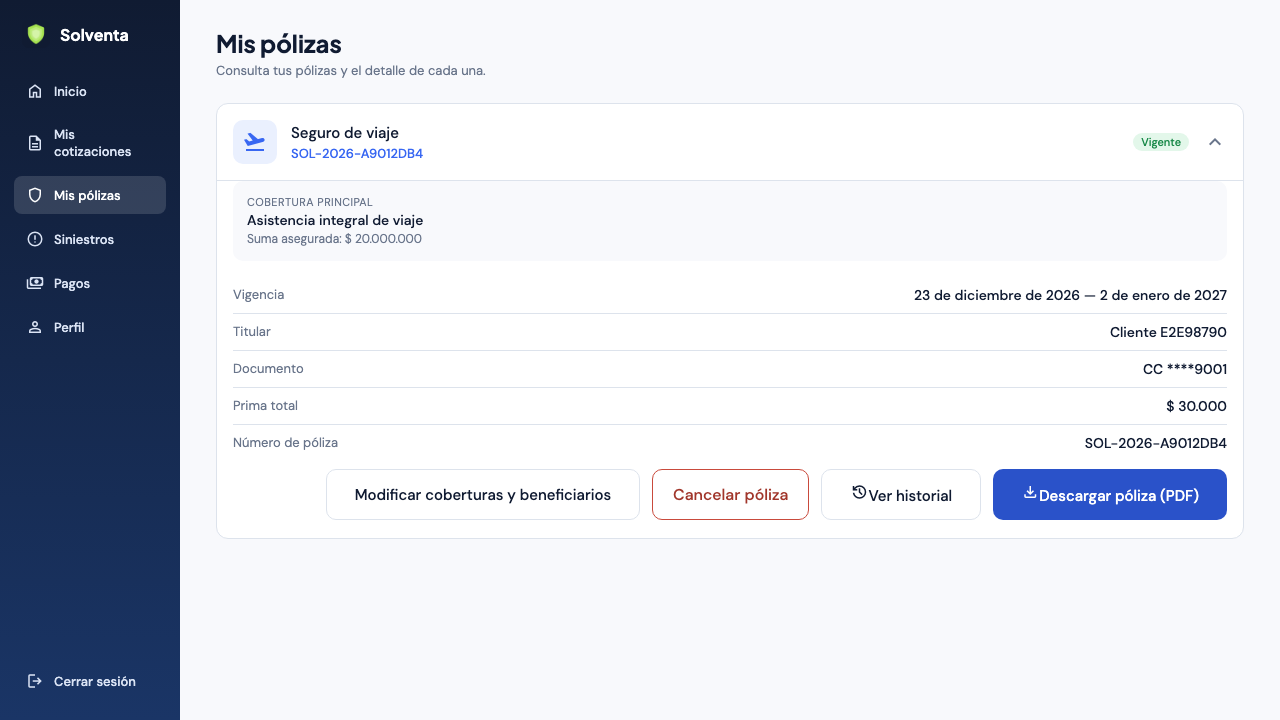 Solventa
Inicio
Mis
cotizaciones
Mis pólizas
Siniestros
Pagos
Perfil
Cerrar sesión
Mis pólizas
Consulta tus pólizas y el detalle de cada una.
Seguro de viaje
SOL-2026-A9012DB4
Vigente
COBERTURA PRINCIPAL
Asistencia integral de viaje
Suma asegurada: $ 20.000.000
Vigencia 23 de diciembre de 2026 — 2 de enero de 2027
Titular Cliente E2E98790
Documento CC ****9001
Prima total $ 30.000
Número de póliza SOL-2026-A9012DB4
Modificar coberturas y beneficiarios Cancelar póliza Ver historial Descargar póliza (PDF)